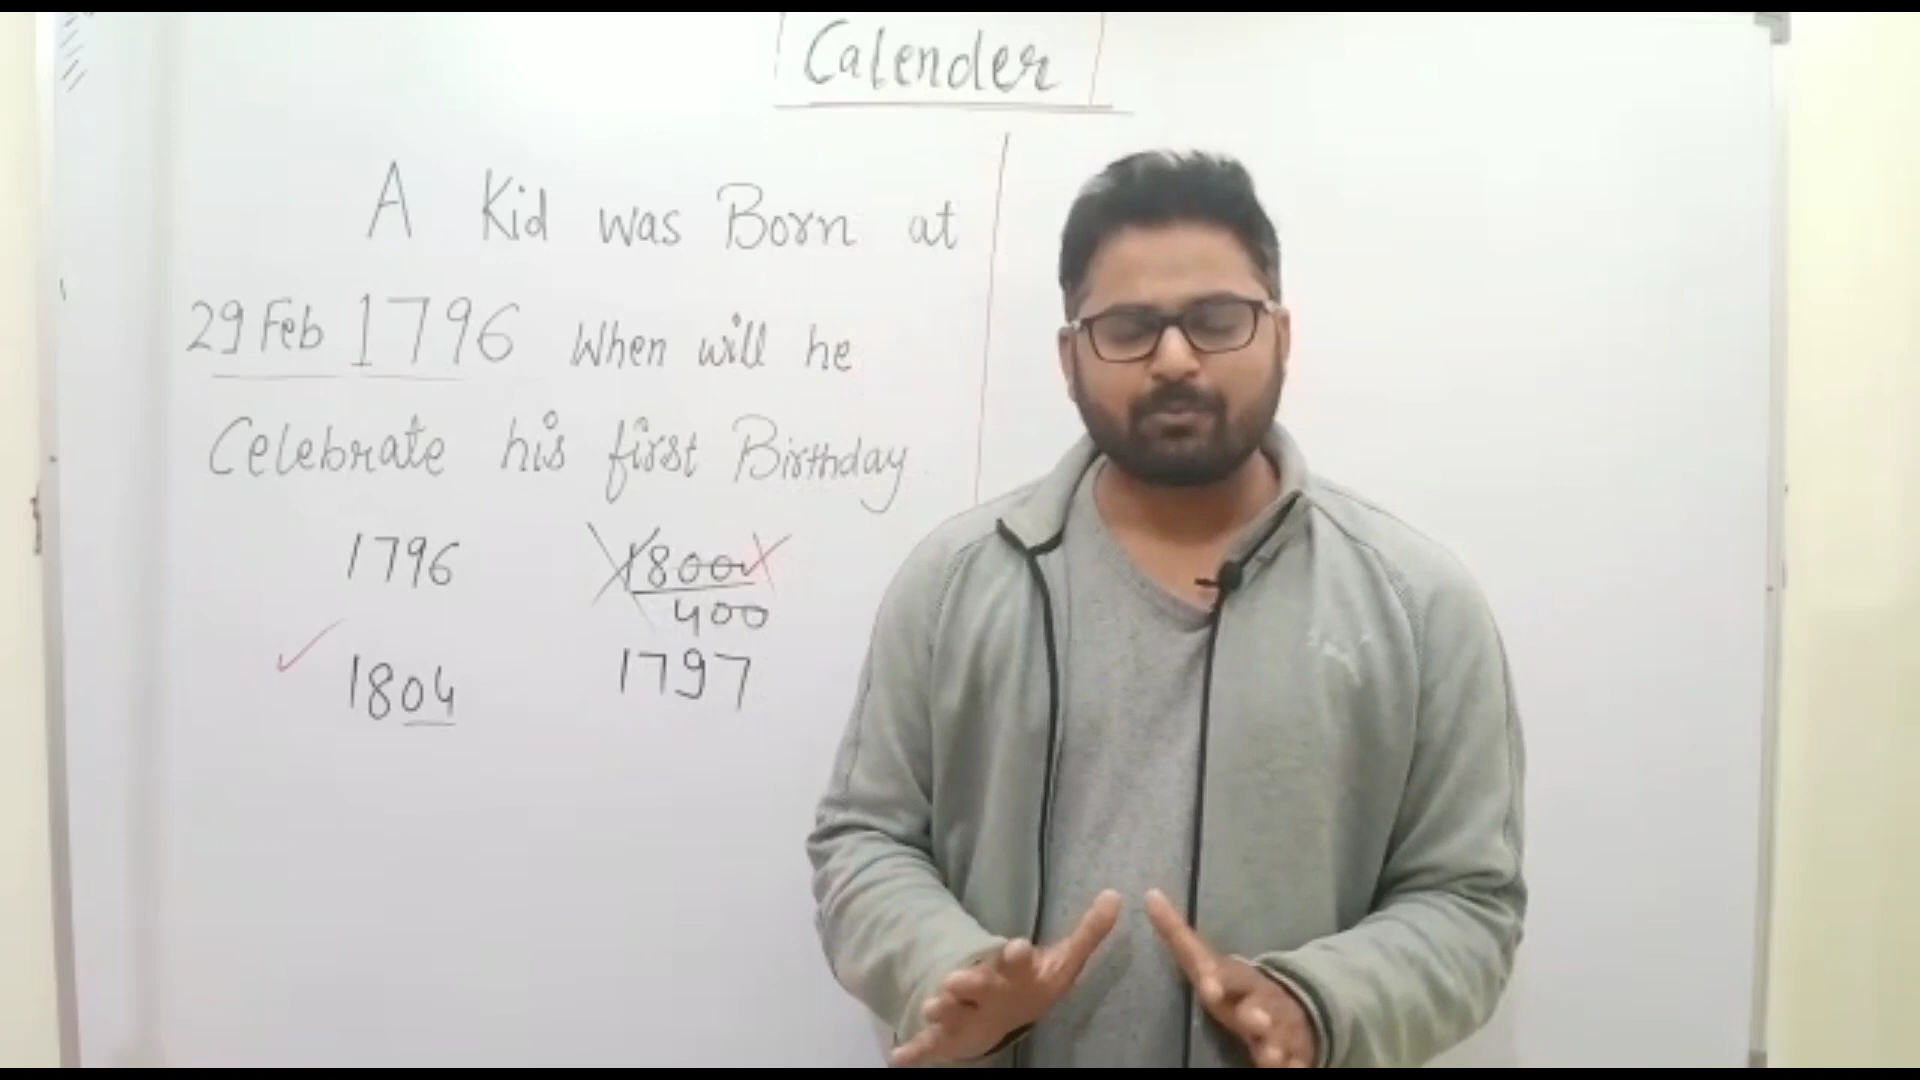 Calender
A Kid was Born at
29 Feb 1796 When will he
Celebrate his first Birthday
1796 1800
400
1804 1797